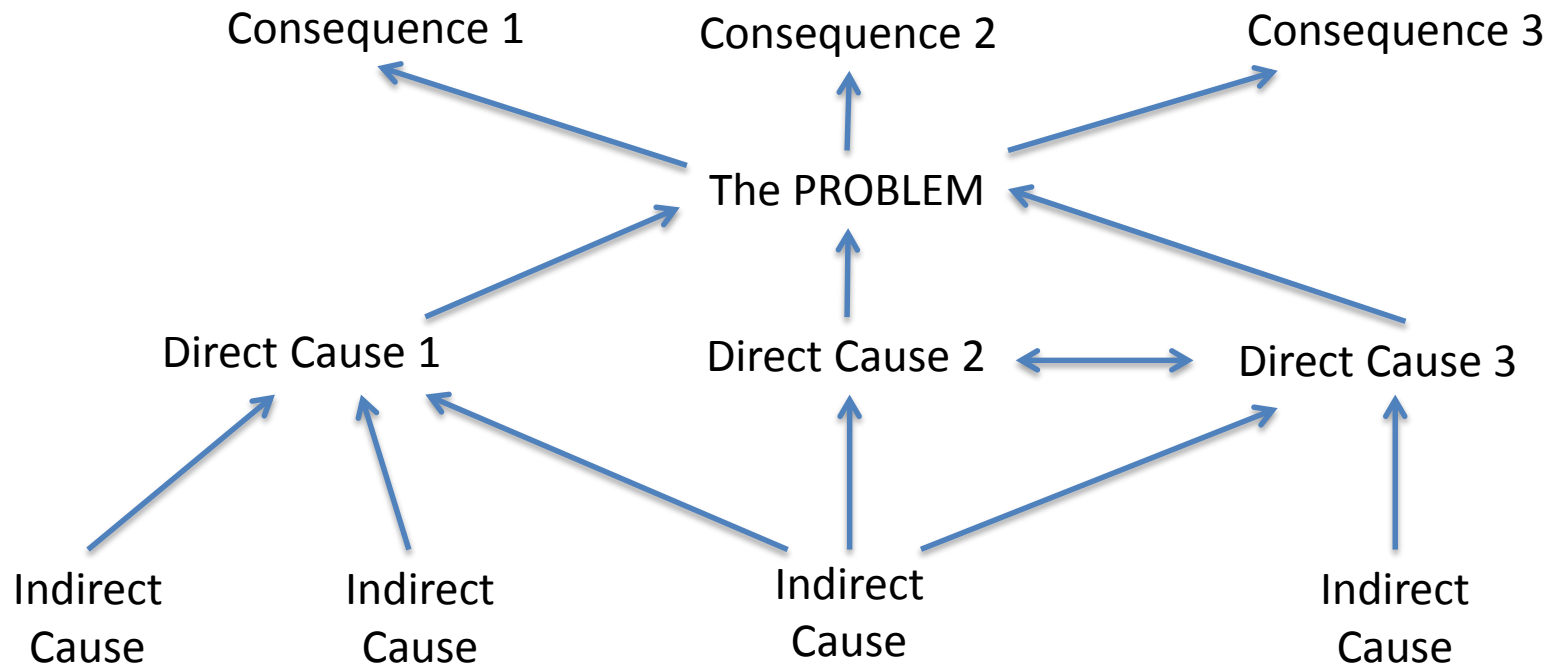 Consequence 1
Consequence 2
Consequence 3
The PROBLEM
Direct Cause 1
Direct Cause 2
Direct Cause 3
Indirect
Cause
Indirect
Cause
Indirect
Cause
Indirect
Cause